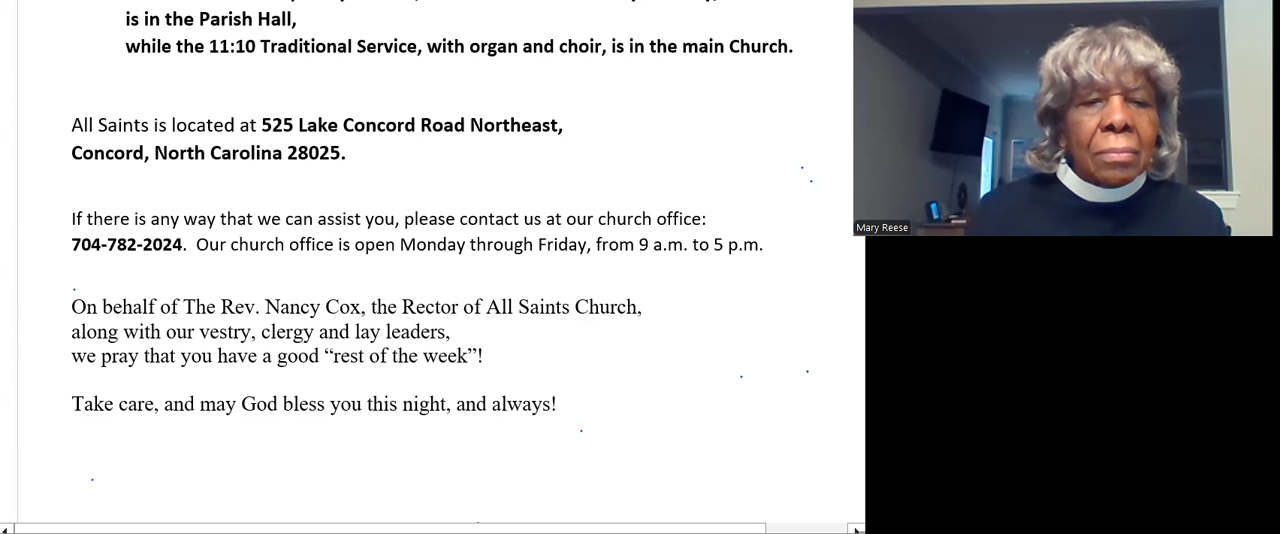 is in the Parish Hall,
while the 11:10 Traditional Service, with organ and choir, is in the main Church.
All Saints is located at 525 Lake Concord Road Northeast,
Concord, North Carolina 28025.
If there is any way that we can assist you, please contact us at our church office:
704-782-2024.  Our church office is open Monday through Friday, from 9 a.m. to 5 p.m.
On behalf of The Rev. Nancy Cox, the Rector of All Saints Church,
along with our vestry, clergy and lay leaders,
we pray that you have a good “rest of the week”!
Take care, and may God bless you this night, and always!
Mary Reese